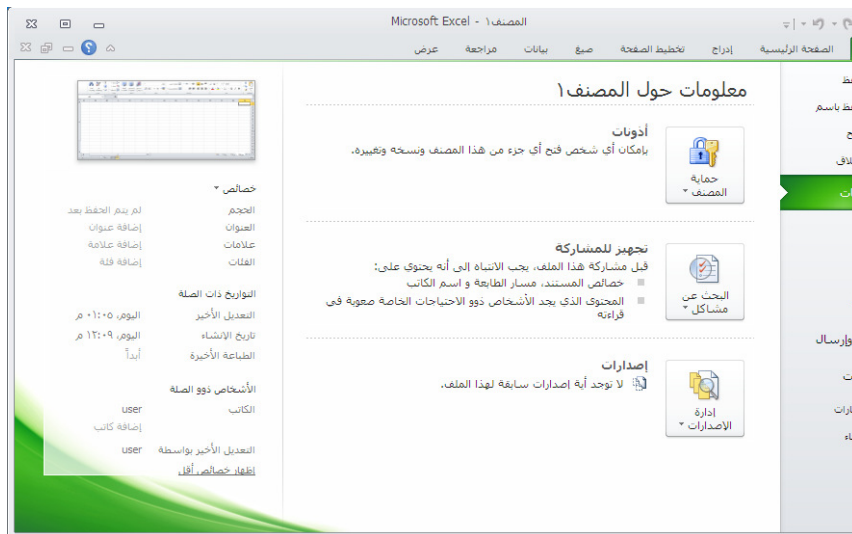 المصنف١ - Microsoft Excel
الصفحة الرئيسية إدراج تخطيط الصفحة صيغ بيانات مراجعة عرض
معلومات حول المصنف١
حماية
المصنف
أذونات
بإمكان أي شخص فتح أي جزء من هذا المصنف ونسخه وتغييره.
البحث عن
مشاكل
تجهيز للمشاركة
قبل مشاركة هذا الملف، يجب الانتباه إلى أنه يحتوي على:
خصائص المستند، مسار الطابعة و اسم الكاتب
المحتوى الذي يجد الأشخاص ذوو الاحتياجات الخاصة صعوبة في
قراءته
إدارة
الإصدارات
إصدارات
لا توجد أية إصدارات سابقة لهذا الملف.
خصائص
الحجم لم يتم الحفظ بعد
العنوان إضافة عنوان
علامات إضافة علامة
الفئات إضافة فئة
التواريخ ذات الصلة
التعديل الأخير اليوم، ٠١:٠٥ م
تاريخ الإنشاء اليوم، ١٢:٠٩ م
الطباعة الأخيرة أبداً
الأشخاص ذوو الصلة
الكاتب user
إضافة كاتب
التعديل الأخير بواسطة user
إظهار خصائص أقل
باسم
وإرسال